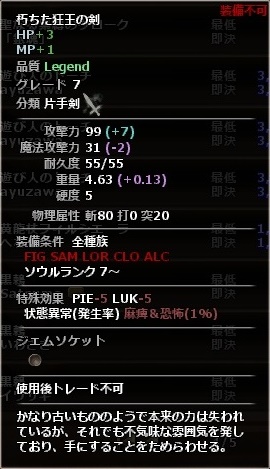 装備不可
朽ちた狂王の剣
HP+3
MP+1
品質 Legend
グレード 7
分類 片手剣
攻撃力 99 (+7)
魔法攻撃力 31 (-2)
耐久度 55/55
重量 4.63 (+0.13)
硬度 5
物理属性 斬80 打0 突20
装備条件 全種族
FIG SAM LOR CLO ALC
ソウルランク 7～
特殊効果 PIE-5 LUK-5
状態異常(発生率) 麻痺&恐怖(1%)
ジェムソケット
使用後トレード不可
かなり古いもののようで本来の力は失われ
ているが、それでも不気味な雰囲気を発し
ており、手にすることをためらわせる。